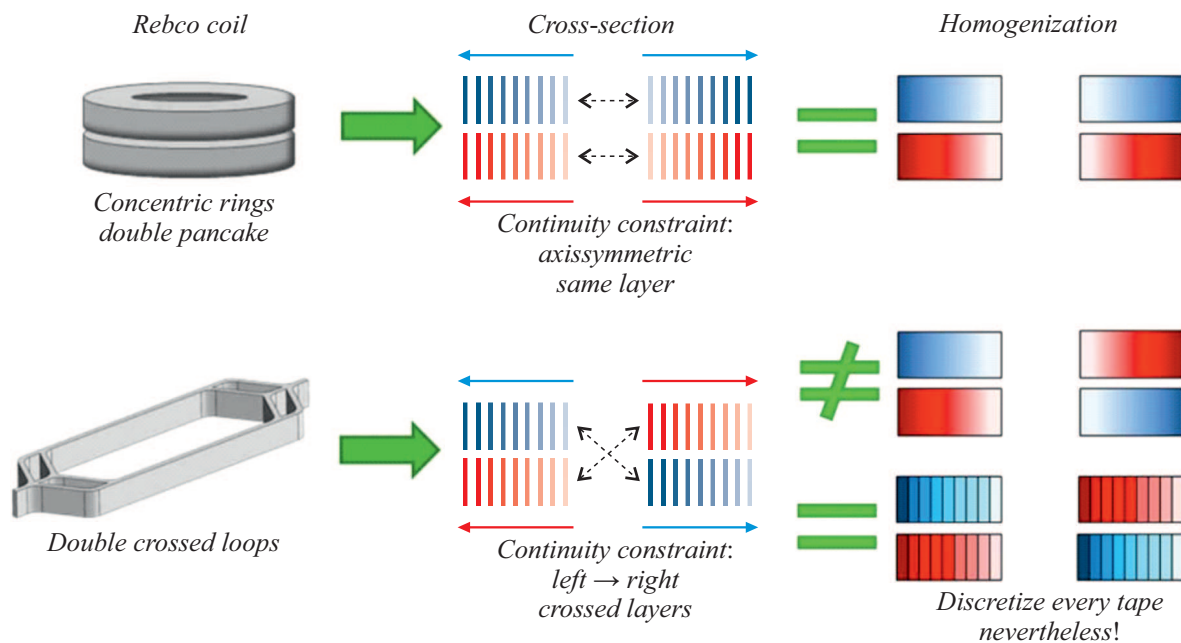 Rebco coil
Cross-section
Homogenization
Concentric rings
double pancake
Continuity constraint:
axissymmetric
same layer
Double crossed loops
Continuity constraint:
left → right
crossed layers
Discretize every tape
nevertheless!